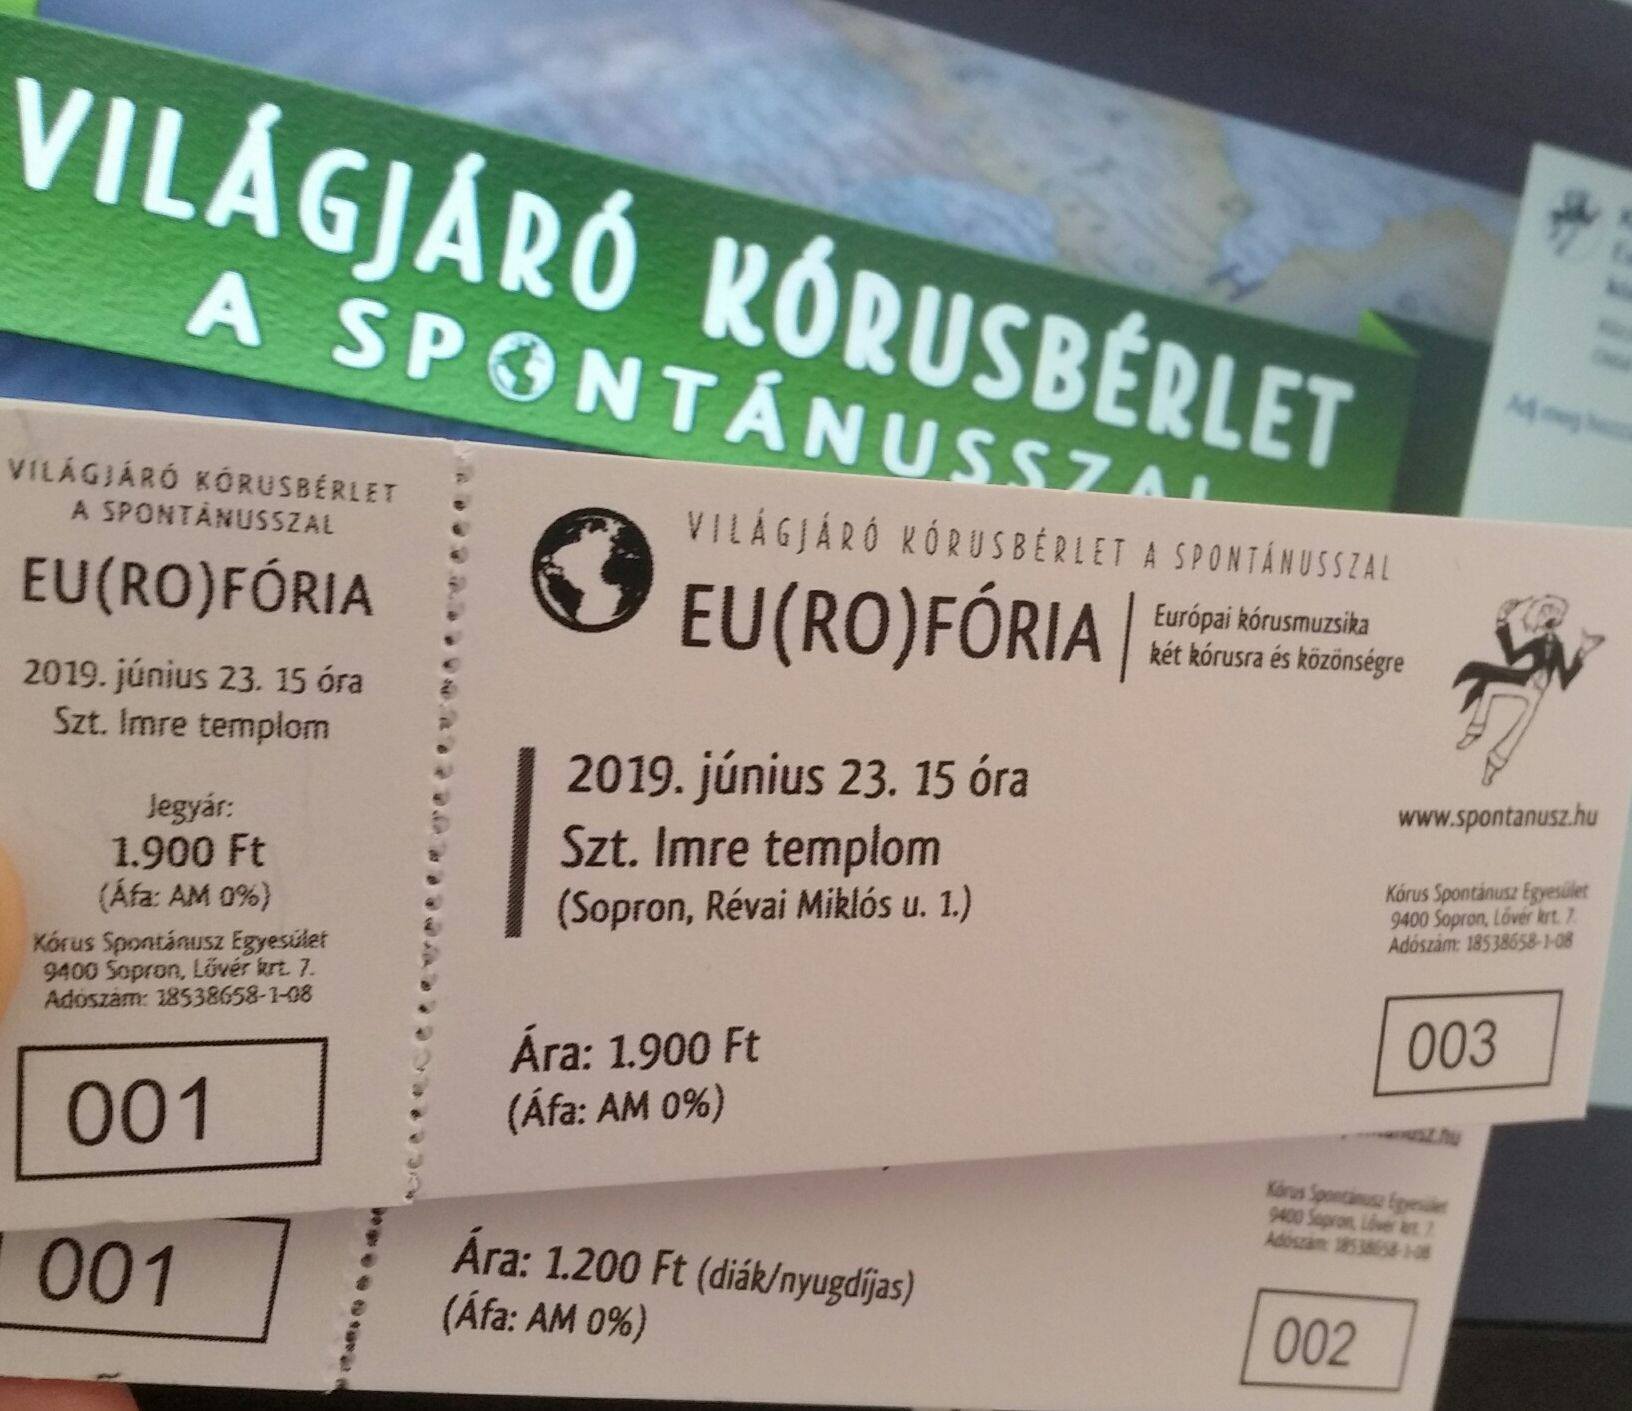 VILÁGJÁRÓ KÓRUSBÉRLET
A SPONTÁNUSSZAL
Adj meg
VILÁGJÁRÓ KÓRUSBÉRLET
A SPONTÁNUSSZAL
EU(RO)FÓRIA
2019. június 23. 15 óra
Szt. Imre templom
Jegyár:
1.900 Ft
(Áfa: AM 0%)
Kórus Spontánusz Egyesület
9400 Sopron, Lővér krt. 7.
Adószám: 18538658-1-08
001
VILÁGJÁRÓ KÓRUSBÉRLET A SPONTÁNUSSZAL
EU(RO)FÓRIA
Európai kórusmuzsika
két kórusra és közönségre
2019. június 23. 15 óra
Szt. Imre templom
(Sopron, Révai Miklós u. 1.)
Ára: 1.900 Ft
(Áfa: AM 0%)
www.spontanusz.hu
Kórus Spontánusz Egyesület
9400 Sopron, Lővér krt. 7.
Adószám: 18538658-1-08
003
001
Ára: 1.200 Ft (diák/nyugdíjas)
(Áfa: AM 0%)
Kórus Spontánusz Egyesület
9400 Sopron, Lővér krt. 7.
Adószám: 18538658-1-08
002